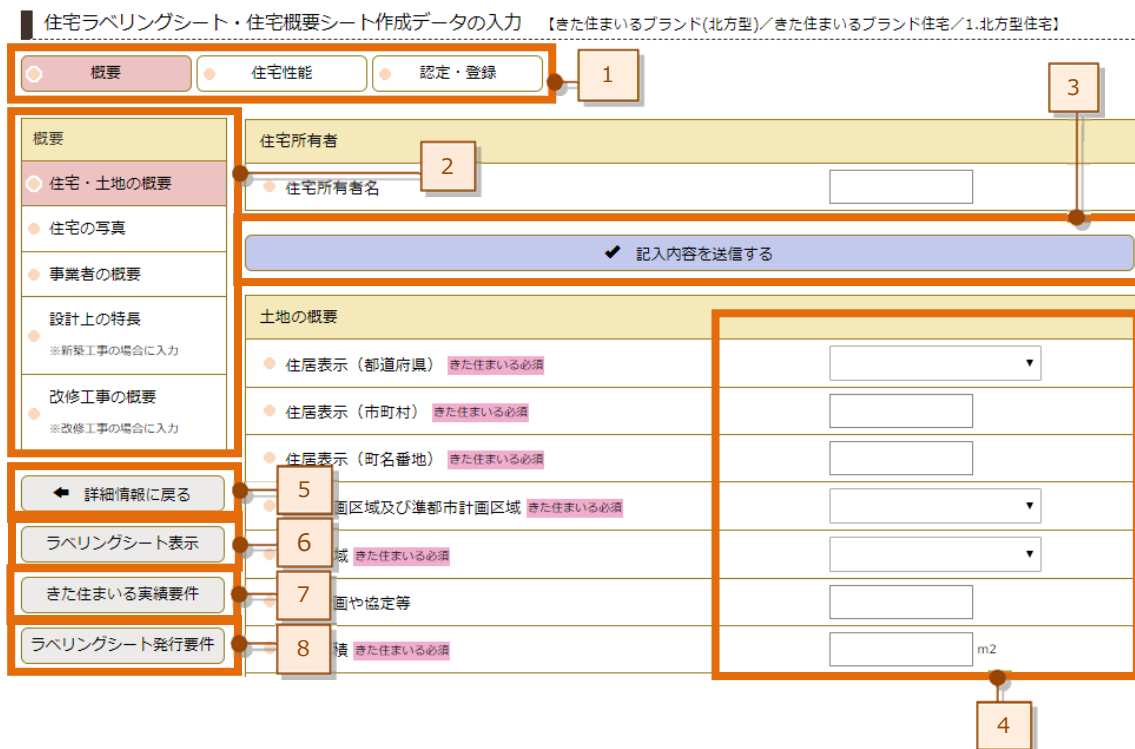 住宅ラベリングシート・住宅概要シート作成データの入力 【きた住まいるブランド(北方型)／きた住まいるブランド住宅／1.北方型住宅】
概要 住宅性能 認定・登録 1
3
概要
住宅・土地の概要
住宅の写真
事業者の概要
設計上の特長
※新築工事の場合に入力
改修工事の概要
※改修工事の場合に入力
2
住宅所有者
住宅所有者名
✔ 記入内容を送信する
土地の概要
住居表示（都道府県） きた住まいる必須
住居表示（市町村） きた住まいる必須
住居表示（町名番地） きた住まいる必須
画区域及び準都市計画区域 きた住まいる必須
域 きた住まいる必須
画や協定等
積 きた住まいる必須 m2
詳細情報に戻る 5
ラベリングシート表示 6
きた住まいる実績要件 7
ラベリングシート発行要件 8
4